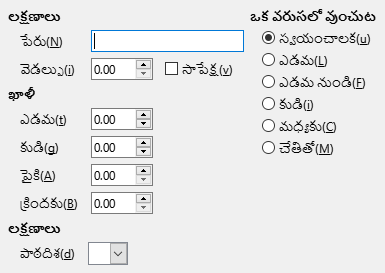 లక్షణాలు
పేరు(N)
వెడల్పు(i) 0.00 సాపేక్ష(v)
ఖాళీ
ఎడమ(t) 0.00
కుడి(g) 0.00
పైకి(A) 0.00
క్రిందకు(B) 0.00
లక్షణాలు
పాఠదిశ(d)
ఒక వరుసలో వుంచుట
స్వయంచాలక(u)
ఎడమ(L)
ఎడమ నుండి(F)
కుడి(i)
మధ్యకు(C)
చేతితో(M)